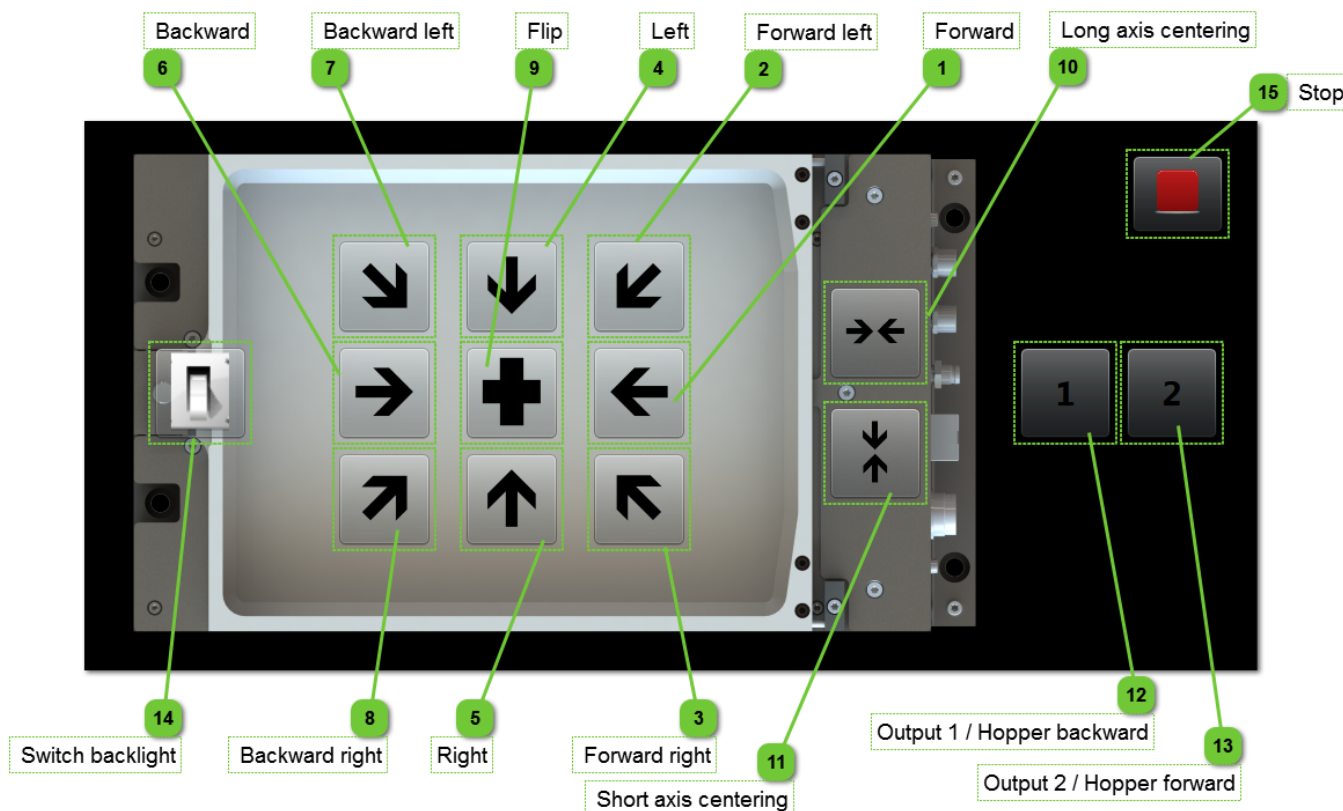 Backward
Backward left
Flip
Left
Forward left
Forward
Long axis centering
6
7
9
4
2
1
10
15 Stop
1
2
14
8
5
3
12
Switch backlight
Backward right
Right
Forward right
11
Output 1 / Hopper backward
13
Short axis centering
Output 2 / Hopper forward